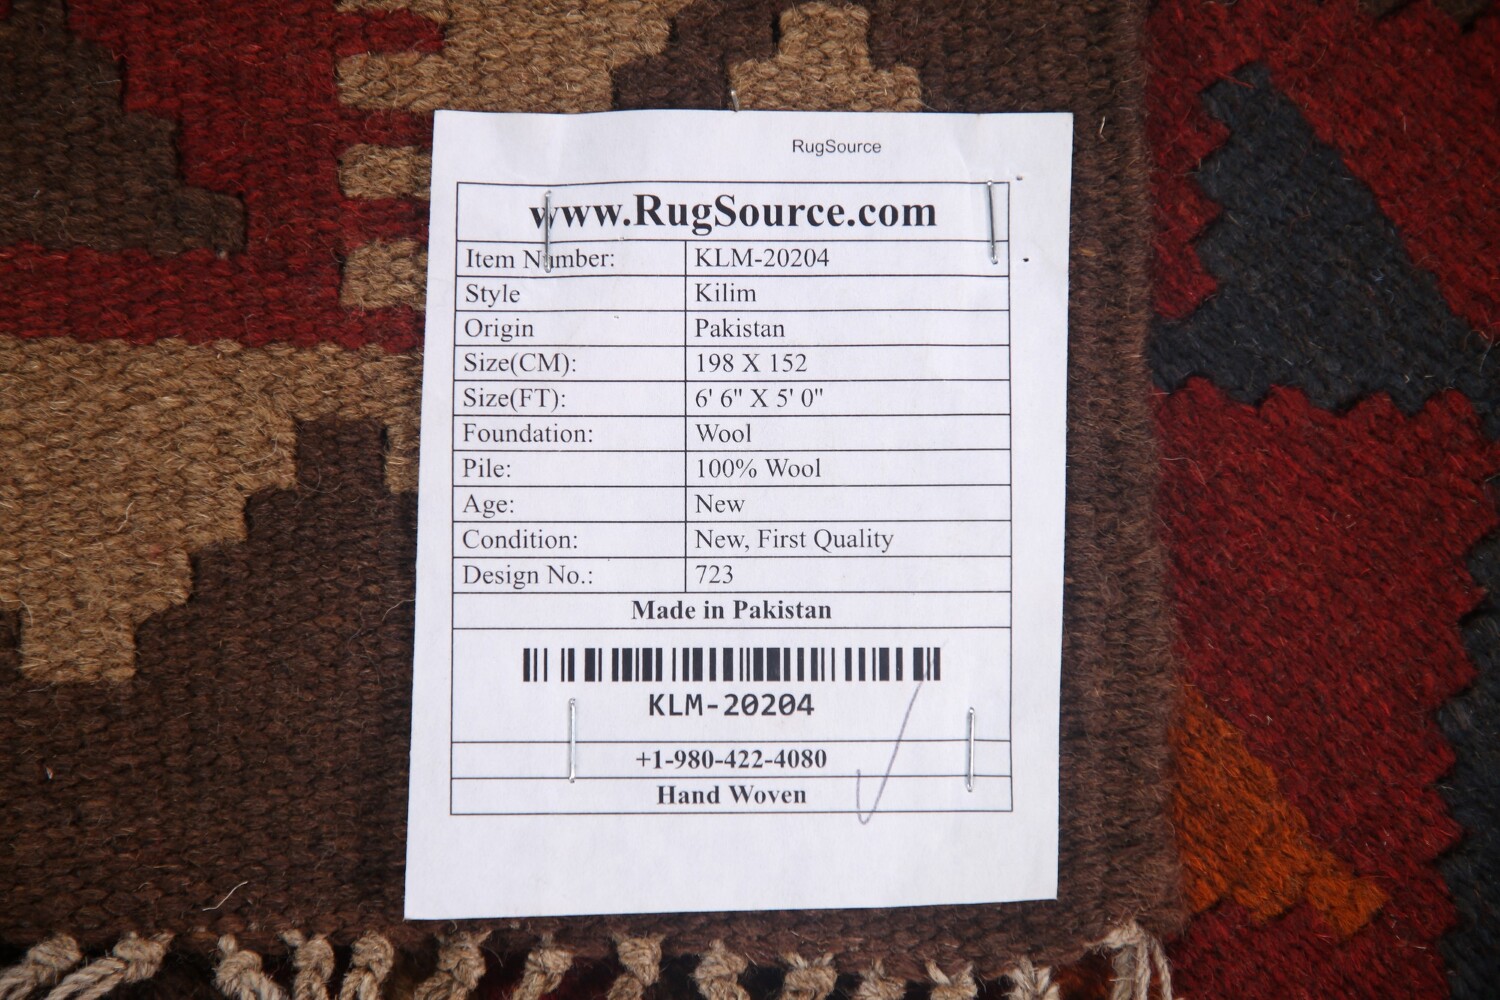 RugSource
www.RugSource.com
Item Number: KLM-20204
Style Kilim
Origin Pakistan
Size(CM): 198 X 152
Size(FT): 6' 6" X 5' 0"
Foundation: Wool
Pile: 100% Wool
Age: New
Condition: New, First Quality
Design No.: 723
Made in Pakistan
KLM-20204
+1-980-422-4080
Hand Woven